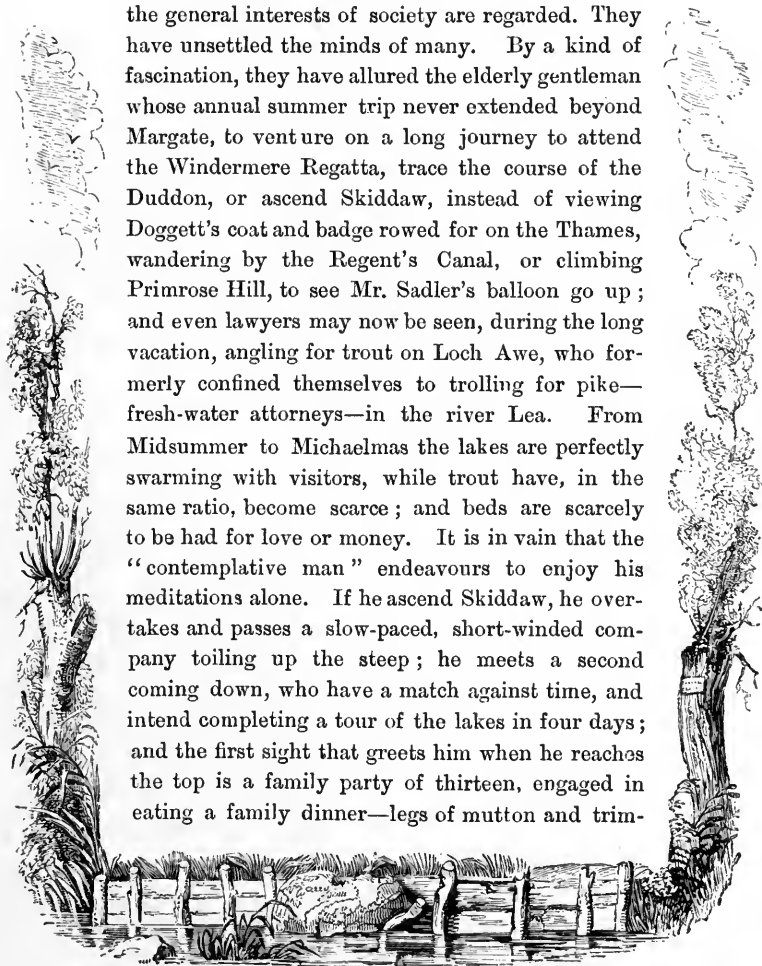 the general interests of society are regarded. They
have unsettled the minds of many. By a kind of
fascination, they have allured the elderly gentleman
whose annual summer trip never extended beyond
Margate, to venture on a long journey to attend
the Windermere Regatta, trace the course of the
Duddon, or ascend Skiddaw, instead of viewing
Doggett's coat and badge rowed for on the Thames,
wandering by the Regent's Canal, or climbing
Primrose Hill, to see Mr. Sadler's balloon go up ;
and even lawyers may now be seen, during the long
vacation, angling for trout on Loch Awe, who for-
merly confined themselves to trolling for pike—
fresh-water attorneys—in the river Lea. From
Midsummer to Michaelmas the lakes are perfectly
swarming with visitors, while trout have, in the
same ratio, become scarce ; and beds are scarcely
to be had for love or money. It is in vain that the
“contemplative man” endeavours to enjoy his
meditations alone. If he ascend Skiddaw, he over-
takes and passes a slow-paced, short-winded com-
pany toiling up the steep ; he meets a second
coming down, who have a match against time, and
intend completing a tour of the lakes in four days ;
and the first sight that greets him when he reaches
the top is a family party of thirteen, engaged in
eating a family dinner—legs of mutton and trim-